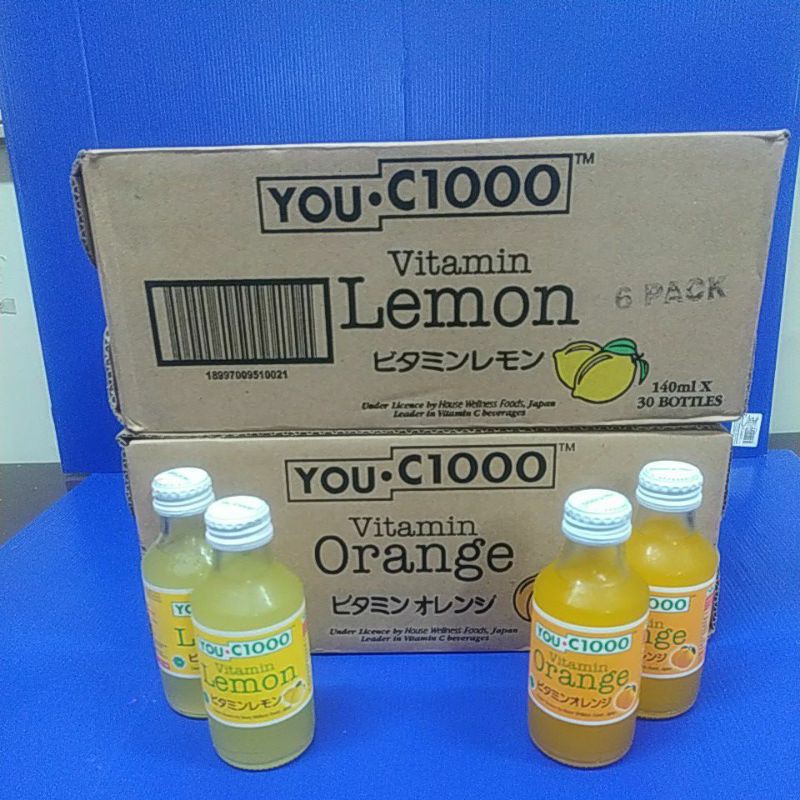 YOU•C1000™
Vitamin
Lemon
6 PACK
ビタミンレモン
18997009510021
140ml X
30 BOTTLES
Under Licence by House Wellness Foods, Japan
Leader in Vitamin C beverages
YOU•C1000™
Vitamin
Orange
ビタミンオレンジ
Under Licence by House Wellness Foods, Japan
Leader in Vitamin C beverages
YOU•C1000
Vitamin
Lemon
ビタミンレモン
YOU•C1000
Vitamin
Orange
ビタミンオレンジ